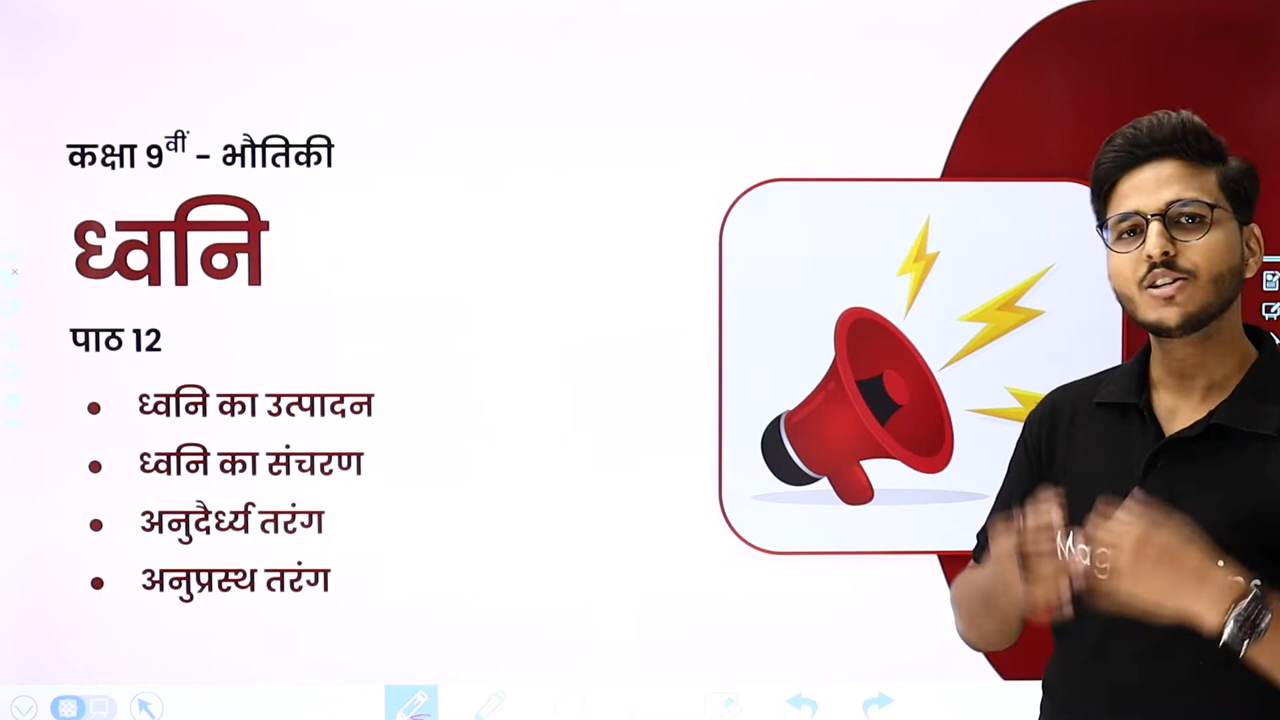 कक्षा 9वीं - भौतिकी
ध्वनि
पाठ 12
• ध्वनि का उत्पादन
• ध्वनि का संचरण
• अनुदैर्ध्य तरंग
• अनुप्रस्थ तरंग